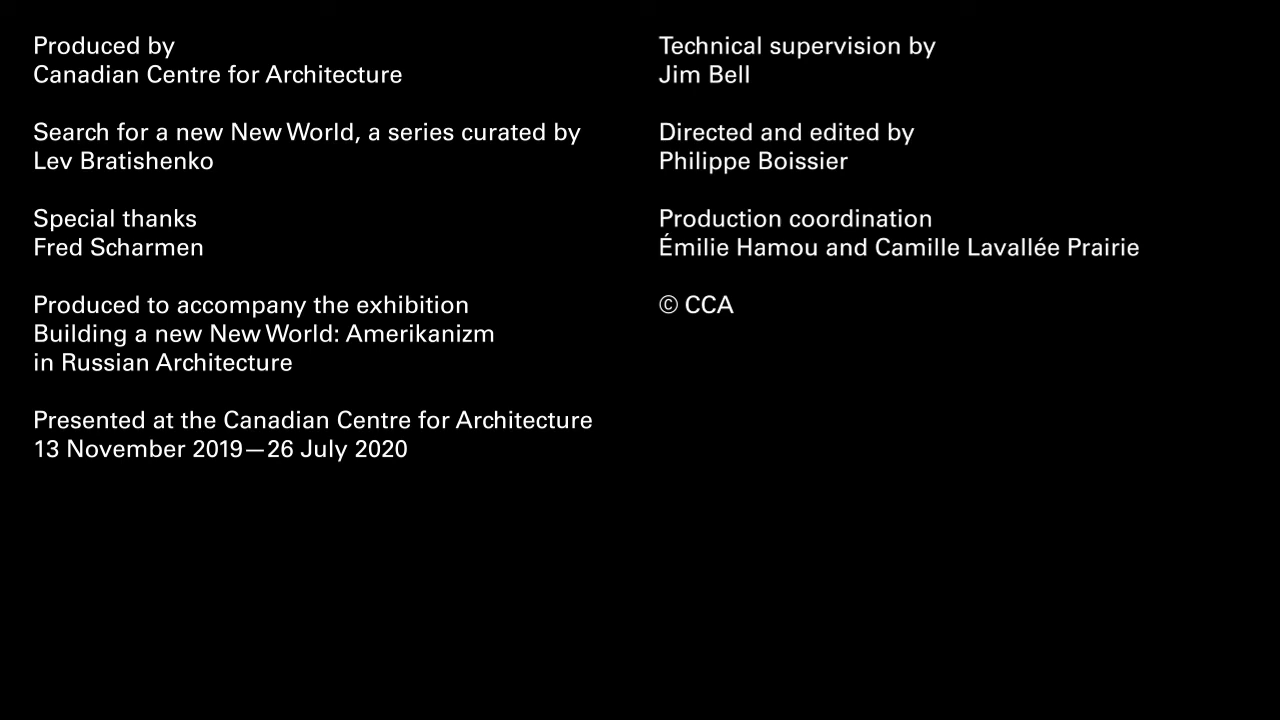 Produced by
Canadian Centre for Architecture
Search for a new New World, a series curated by
Lev Bratishenko
Special thanks
Fred Scharmen
Produced to accompany the exhibition
Building a new New World: Amerikanizm
in Russian Architecture
Presented at the Canadian Centre for Architecture
13 November 2019—26 July 2020
Technical supervision by
Jim Bell
Directed and edited by
Philippe Boissier
Production coordination
Émilie Hamou and Camille Lavallée Prairie
© CCA